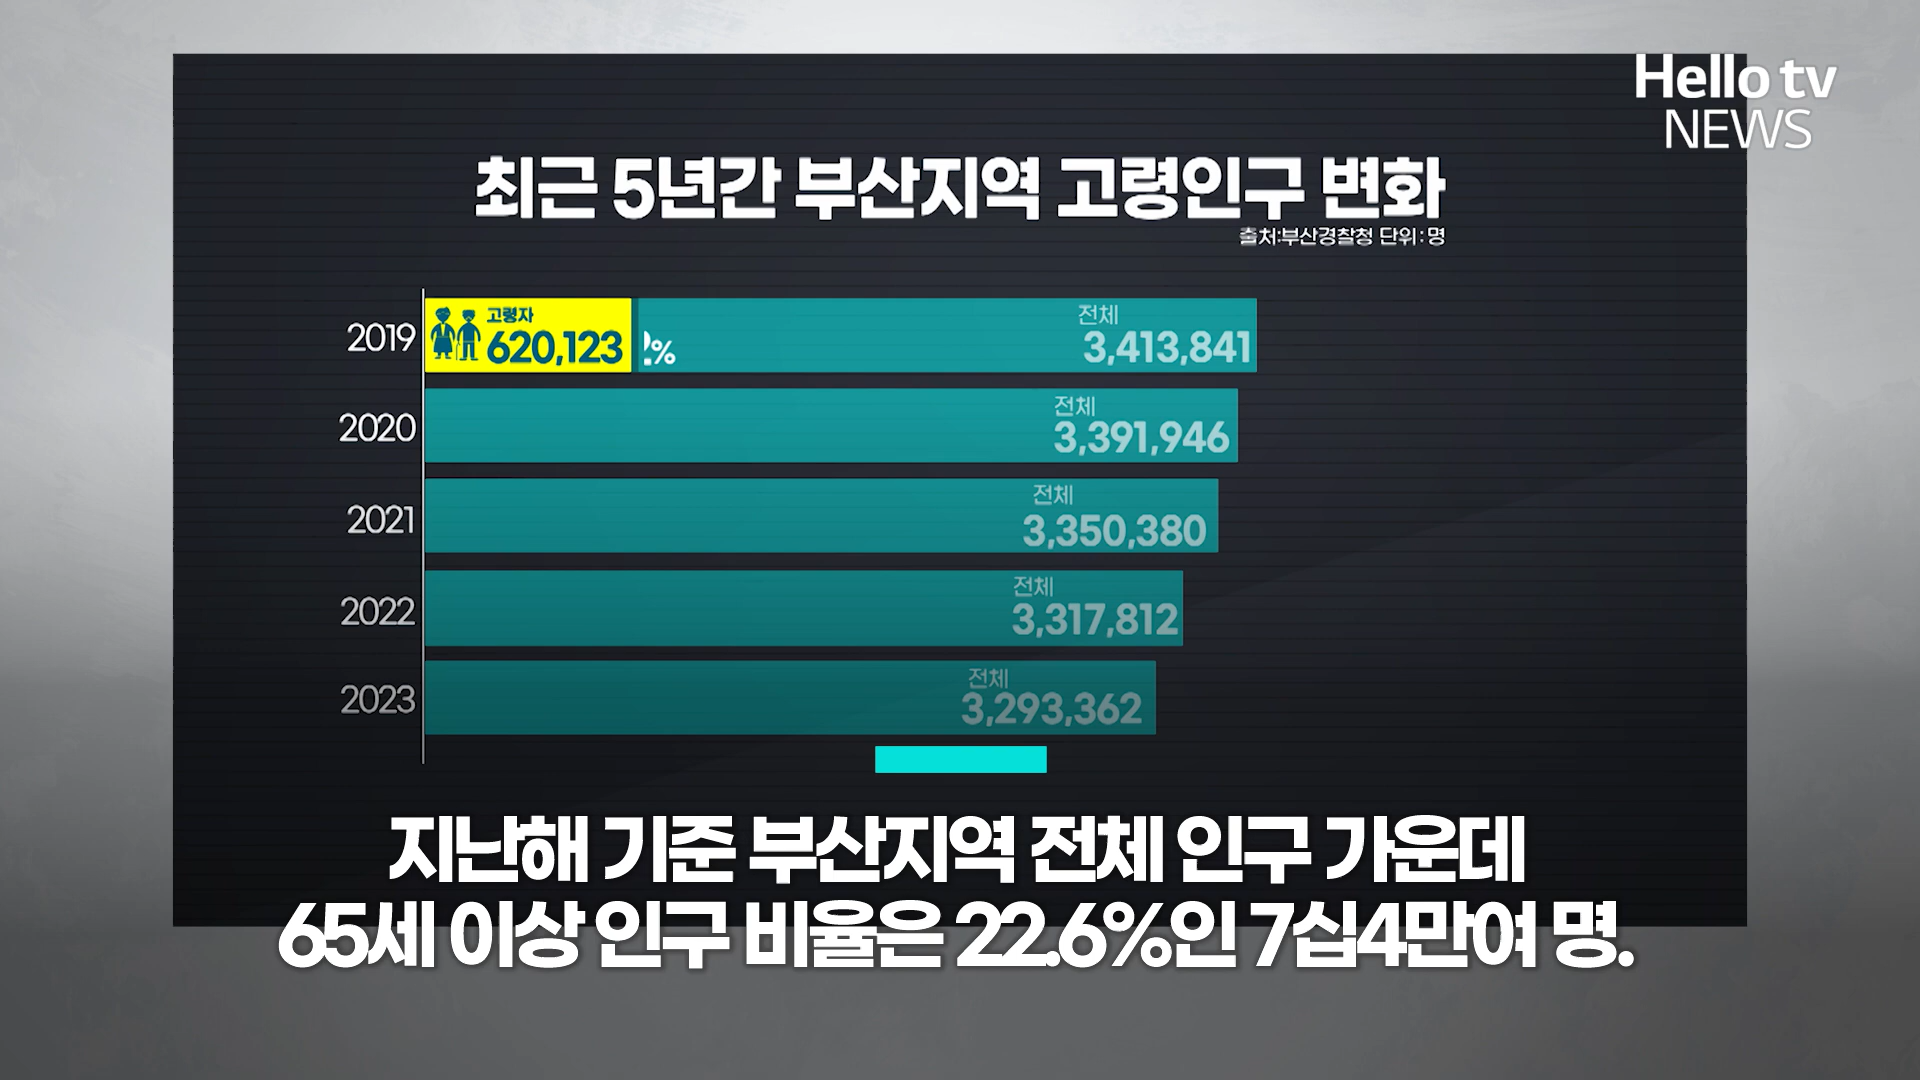 Hello tv
NEWS
최근 5년간 부산지역 고령인구 변화
출처:부산경찰청 단위:명
2019 고령자 620,123 % 전체 3,413,841
2020 전체 3,391,946
2021 전체 3,350,380
2022 전체 3,317,812
2023 전체 3,293,362
지난해 기준 부산지역 전체 인구 가운데
65세 이상 인구 비율은 22.6%인 7십4만여 명.